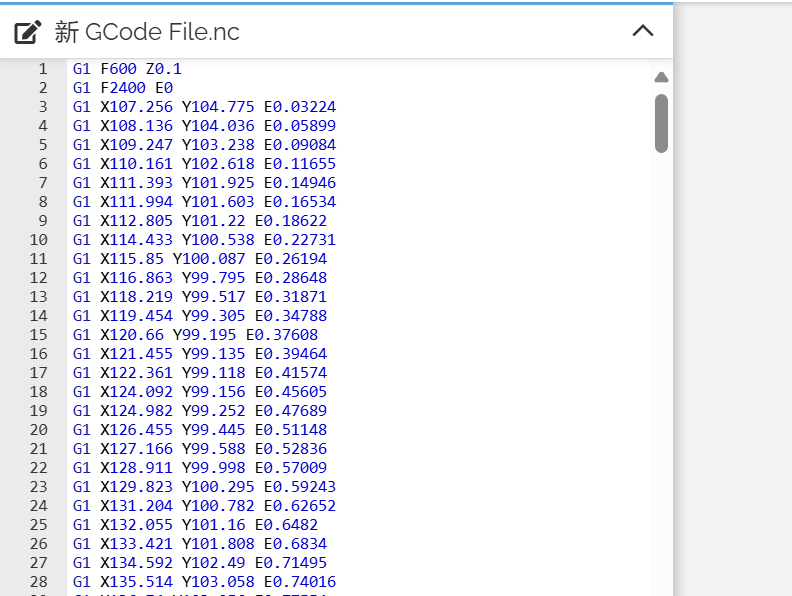 新 GCode File.nc
1 G1 F600 Z0.1
2 G1 F2400 E0
3 G1 X107.256 Y104.775 E0.03224
4 G1 X108.136 Y104.036 E0.05899
5 G1 X109.247 Y103.238 E0.09084
6 G1 X110.161 Y102.618 E0.11655
7 G1 X111.393 Y101.925 E0.14946
8 G1 X111.994 Y101.603 E0.16534
9 G1 X112.805 Y101.22 E0.18622
10 G1 X114.433 Y100.538 E0.22731
11 G1 X115.85 Y100.087 E0.26194
12 G1 X116.863 Y99.795 E0.28648
13 G1 X118.219 Y99.517 E0.31871
14 G1 X119.454 Y99.305 E0.34788
15 G1 X120.66 Y99.195 E0.37608
16 G1 X121.455 Y99.135 E0.39464
17 G1 X122.361 Y99.118 E0.41574
18 G1 X124.092 Y99.156 E0.45605
19 G1 X124.982 Y99.252 E0.47689
20 G1 X126.455 Y99.445 E0.51148
21 G1 X127.166 Y99.588 E0.52836
22 G1 X128.911 Y99.998 E0.57009
23 G1 X129.823 Y100.295 E0.59243
24 G1 X131.204 Y100.782 E0.62652
25 G1 X132.055 Y101.16 E0.6482
26 G1 X133.421 Y101.808 E0.6834
27 G1 X134.592 Y102.49 E0.71495
28 G1 X135.514 Y103.058 E0.74016